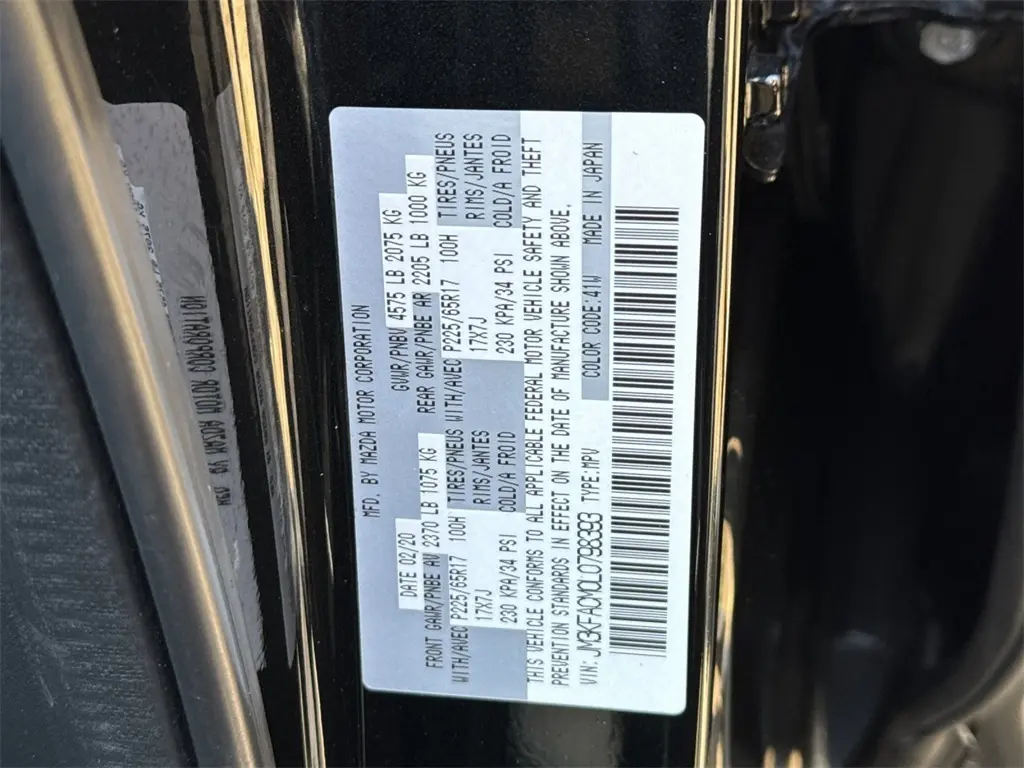 MFD. BY MAZDA MOTOR CORPORATION
DATE 02/20 GVWR/PNBV 4575 LB 2075 KG
FRONT GAWR/PNBE AV 2370 LB 1075 KG REAR GAWR/PNBE AR 2205 LB 1000 KG
WITH/AVEC P225/65R17 100H TIRES/PNEUS WITH/AVEC P225/65R17 100H TIRES/PNEUS
17X7J RIMS/JANTES 17X7J RIMS/JANTES
230 KPA/34 PSI COLD/A FROID 230 KPA/34 PSI COLD/A FROID
THIS VEHICLE CONFORMS TO ALL APPLICABLE FEDERAL MOTOR VEHICLE SAFETY AND THEFT
PREVENTION STANDARDS IN EFFECT ON THE DATE OF MANUFACTURE SHOWN ABOVE.
VIN: JM3KFACM0L0798393 TYPE:MPV COLOR CODE:41W MADE IN JAPAN